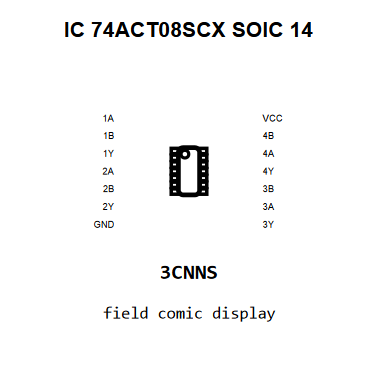 IC 74ACT08SCX SOIC 14
1A VCC
1B 4B
1Y 4A
2A 4Y
2B 3B
2Y 3A
GND 3Y
3CNNS
field comic display